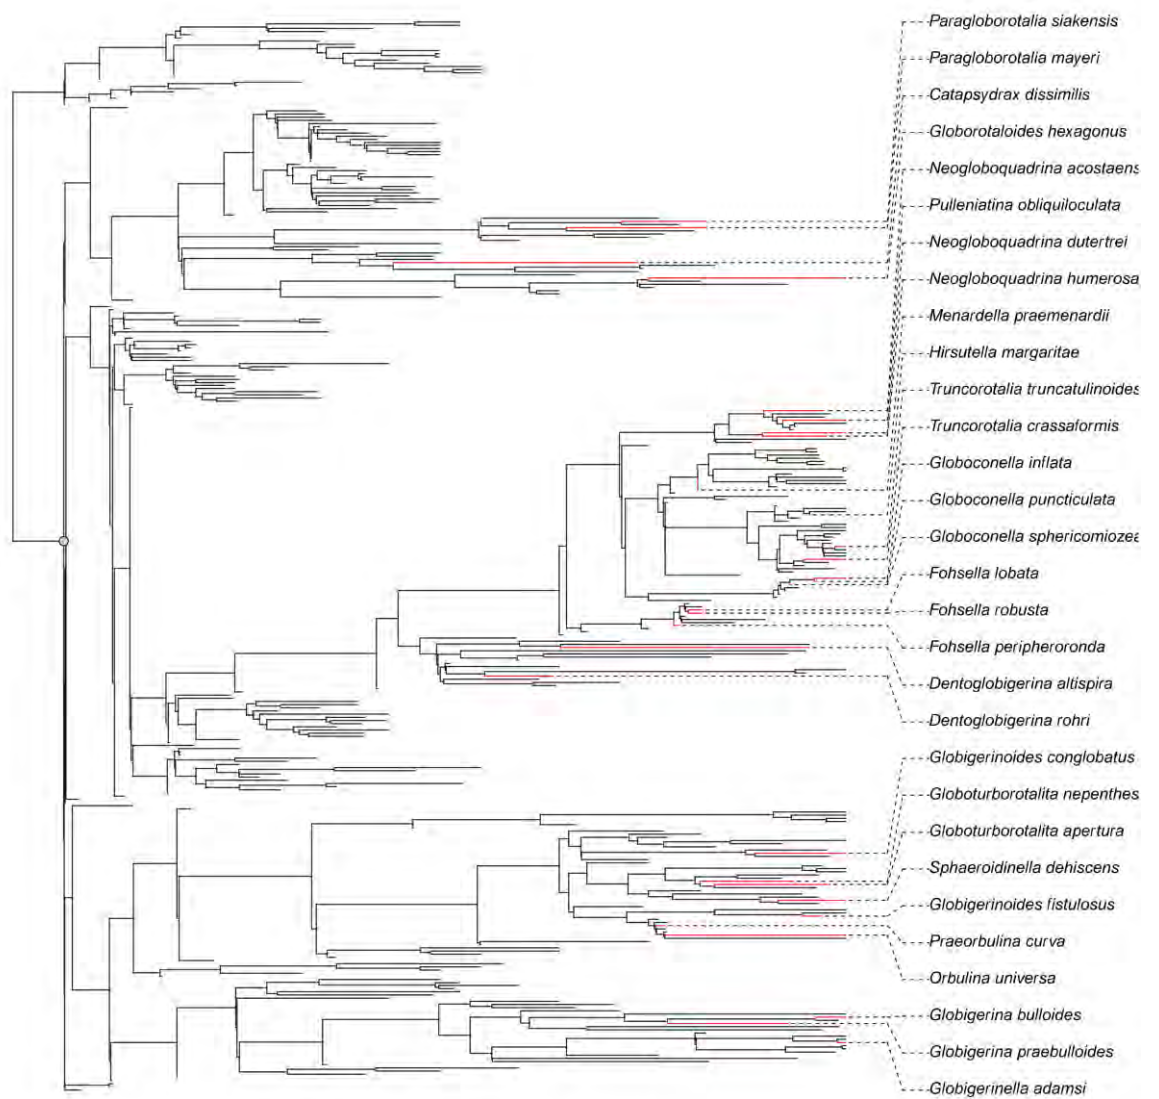 Paragloborotalia siakensis
Paragloborotalia mayeri
Catapsydrax dissimilis
Globorotaloides hexagonus
Neogloboquadrina acostaens
Pulleniatina obliquiloculata
Neogloboquadrina dutertrei
Neogloboquadrina humerosa
Menardella praemenardii
Hirsutella margaritae
Truncorotalia truncatulinoides
Truncorotalia crassaformis
Globoconella inflata
Globoconella puncticulata
Globoconella sphericomiozea
Fohsella lobata
Fohsella robusta
Fohsella peripheroronda
Dentoglobigerina altispira
Dentoglobigerina rohri
Globigerinoides conglobatus
Globoturborotalita nepenthes
Globoturborotalita apertura
Sphaeroidinella dehiscens
Globigerinoides fistulosus
Praeorbulina curva
Orbulina universa
Globigerina bulloides
Globigerina praebulloides
Globigerinella adamsi